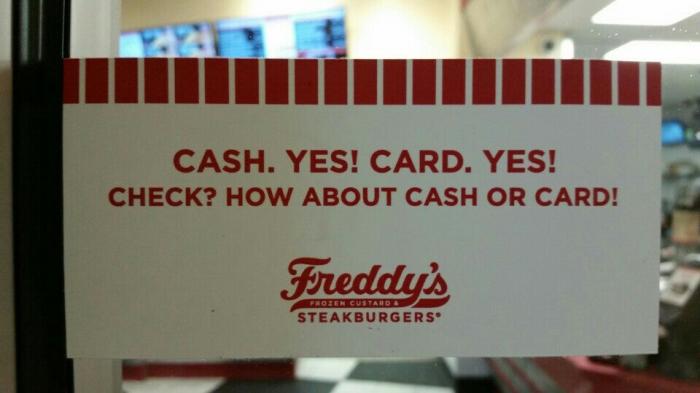 CASH. YES! CARD. YES!
CHECK? HOW ABOUT CASH OR CARD!
Freddy's
FROZEN CUSTARD &
STEAKBURGERS®